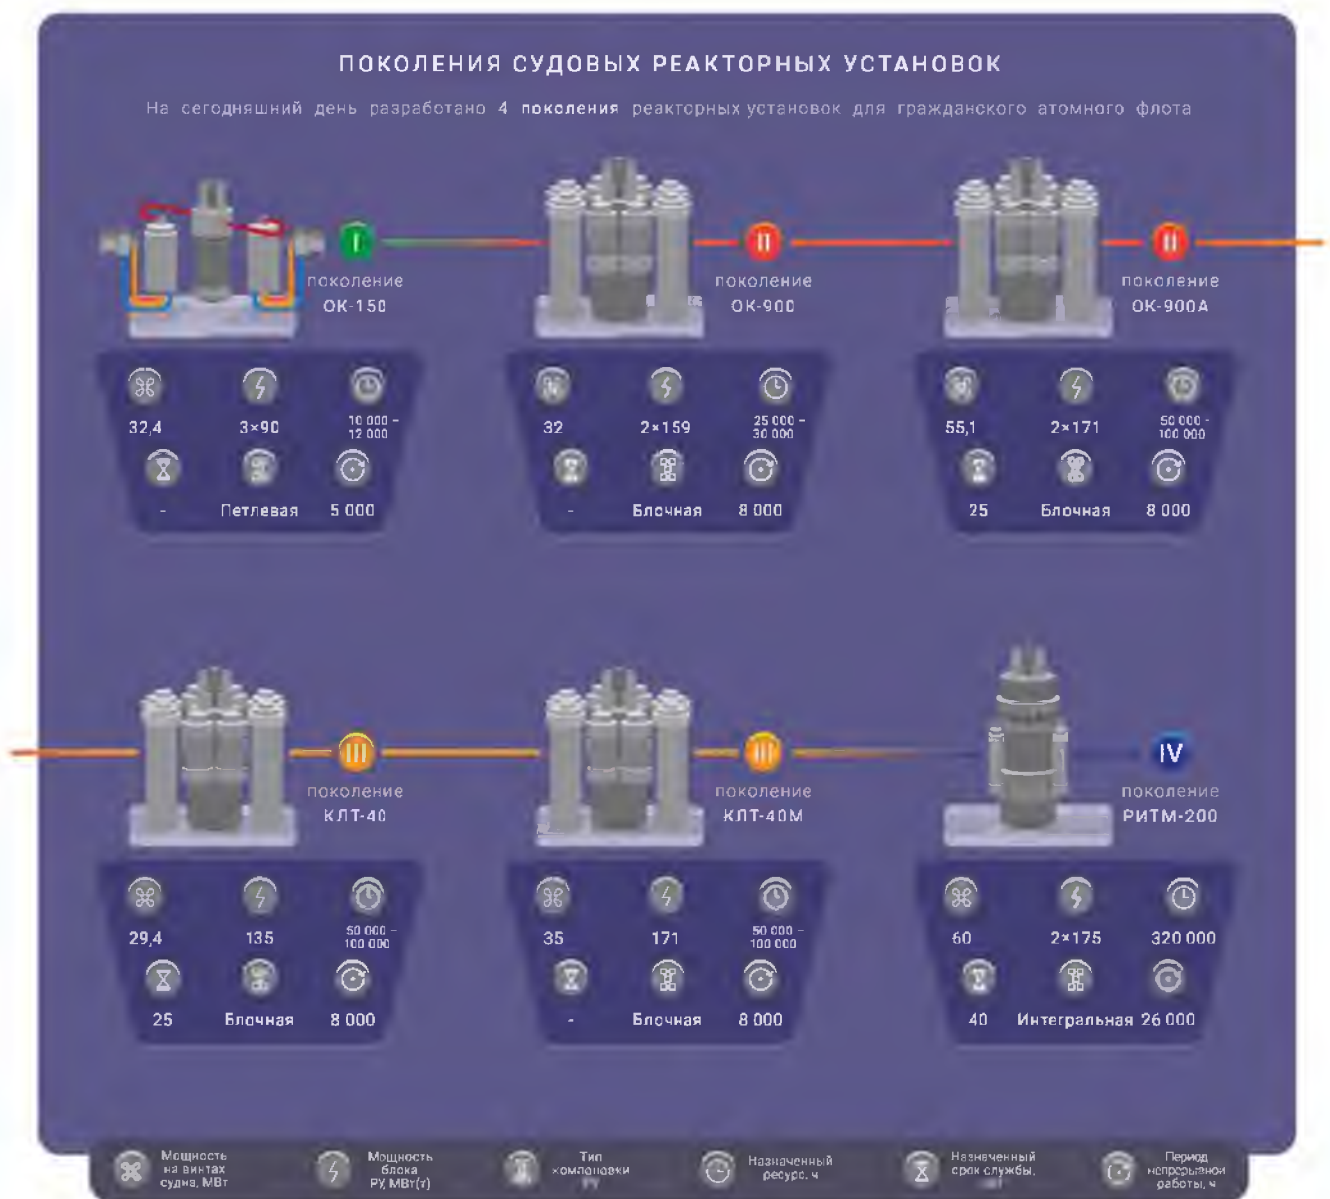 ПОКОЛЕНИЯ СУДОВЫХ РЕАКТОРНЫХ УСТАНОВОК
На сегодняшний день разработано 4 поколения реакторных установок для гражданского атомного флота
I
поколение
ОК-150
32,4
3×90
10 000 –
12 000
-
Петлевая
5 000
II
поколение
ОК-900
32
2×159
25 000 –
30 000
-
Блочная
8 000
II
поколение
ОК-900А
55,1
2×171
50 000 -
100 000
25
Блочная
8 000
III
поколение
КЛТ-40
29,4
135
50 000 –
100 000
25
Блочная
8 000
III
поколение
КЛТ-40М
35
171
50 000 –
100 000
-
Блочная
8 000
IV
поколение
РИТМ-200
60
2×175
320 000
40
Интегральная
26 000
Мощность
на винтах
судна, МВт
Мощность
блока
РУ, МВт(т)
Тип
компоновки
РУ
Назначенный
ресурс, ч
Назначенный
срок службы,
Период
непрерывной
работы, ч